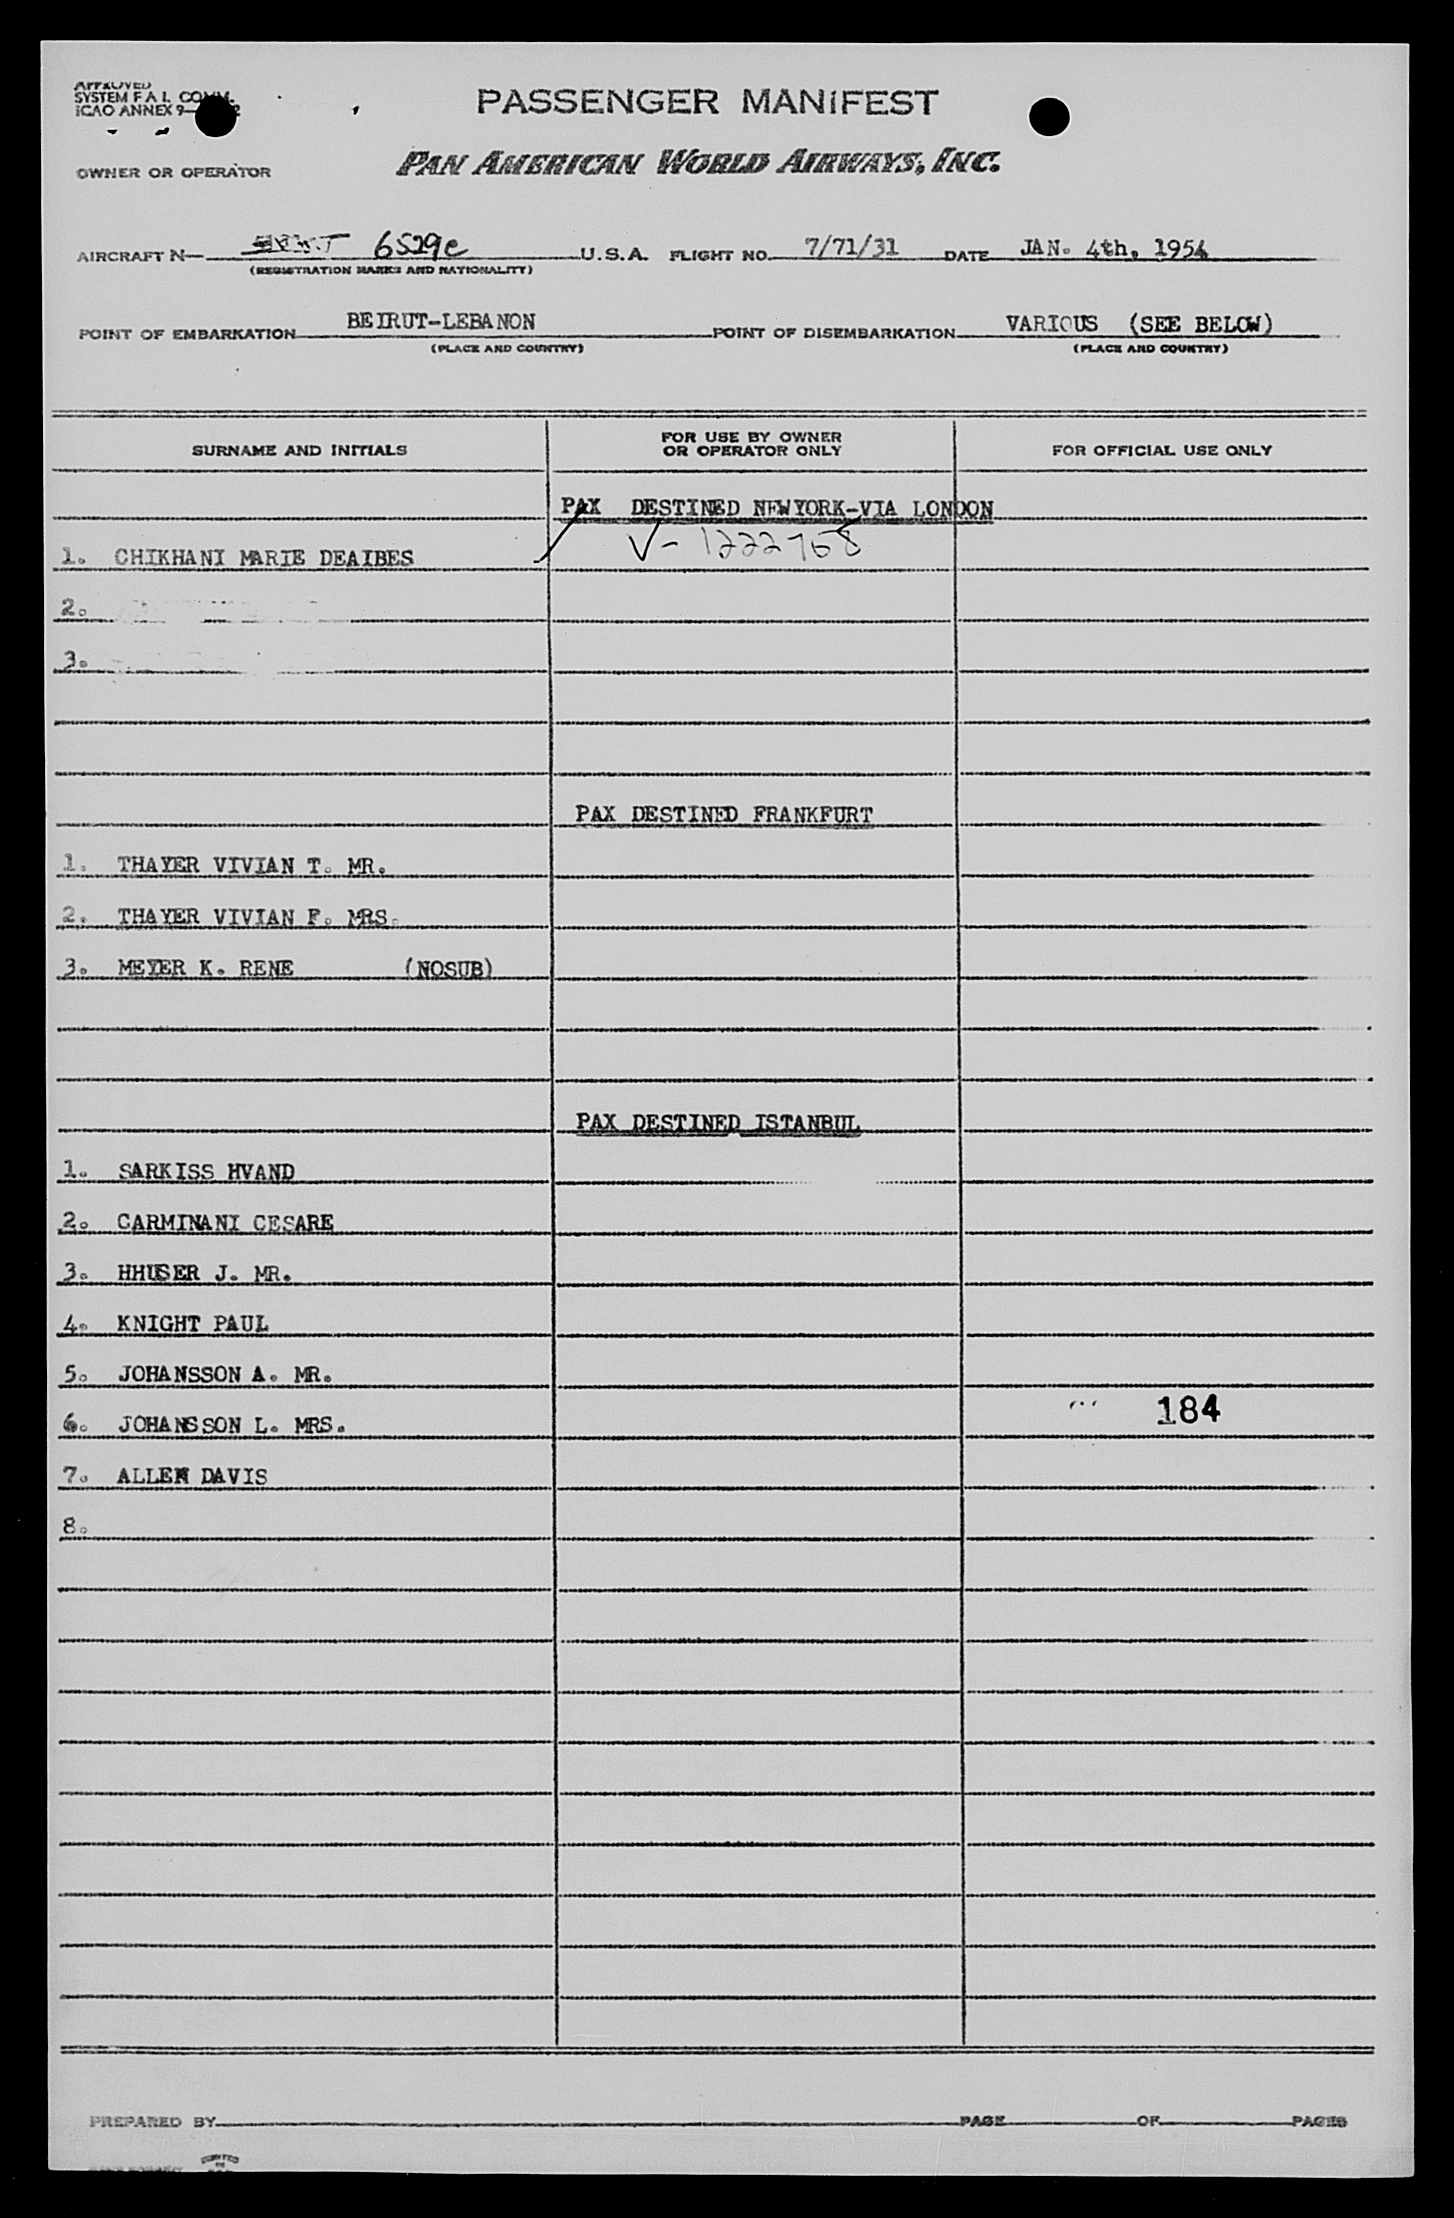 APPROVED
SYSTEM F A L COMM.
ICAO ANNEX 9
PASSENGER MANIFEST
OWNER OR OPERATOR PAN AMERICAN WORLD AIRWAYS, INC.
AIRCRAFT N— 6529c U.S.A. FLIGHT NO. 7/71/31 DATE JAN. 4th, 1954
(REGISTRATION MARKS AND NATIONALITY)
POINT OF EMBARKATION BEIRUT-LEBANON POINT OF DISEMBARKATION VARIOUS (SEE BELOW)
(PLACE AND COUNTRY) (PLACE AND COUNTRY)
SURNAME AND INITIALS FOR USE BY OWNER OR OPERATOR ONLY FOR OFFICIAL USE ONLY
PAX DESTINED NEWYORK-VIA LONDON
1. CHIKHANI MARIE DEAIBES V-1222768
2.
3.
PAX DESTINED FRANKFURT
1. THAYER VIVIAN T. MR.
2. THAYER VIVIAN F. MRS.
3. MEYER K. RENE (NOSUB)
PAX DESTINED ISTANBUL
1. SARKISS HVAND
2. CARMINANI CESARE
3. HHUSER J. MR.
4. KNIGHT PAUL
5. JOHANSSON A. MR.
6. JOHANSSON L. MRS. 184
7. ALLEN DAVIS
8.
PREPARED BY PAGE OF PAGES